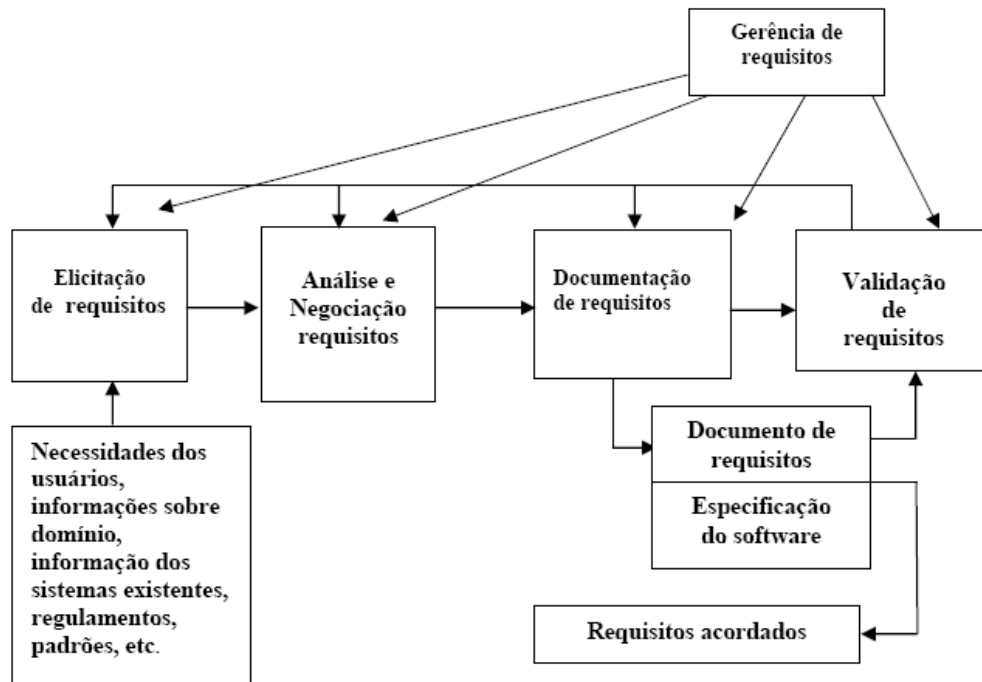 Gerência de
requisitos
Elicitação
de requisitos
Análise e
Negociação
requisitos
Documentação
de requisitos
Validação
de
requisitos
Necessidades dos
usuários,
informações sobre
domínio,
informação dos
sistemas existentes,
regulamentos,
padrões, etc.
Documento de
requisitos
Especificação
do software
Requisitos acordados